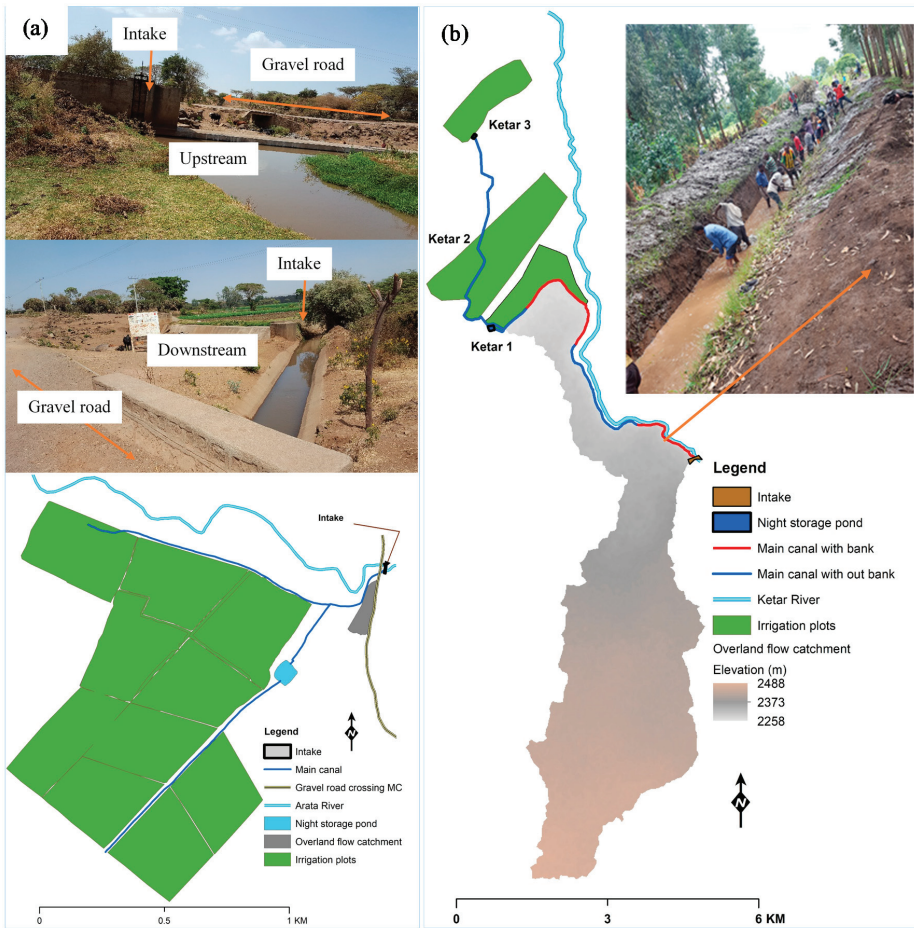 (a)
Intake
Gravel road
Upstream
Intake
Downstream
Gravel road
Intake
Legend
Intake
Main canal
Gravel road crossing MC
Arata River
Night storage pond
Overland flow catchment
Irrigation plots
N
0 0.5 1 KM
(b)
Ketar 3
Ketar 2
Ketar 1
Legend
Intake
Night storage pond
Main canal with bank
Main canal with out bank
Ketar River
Irrigation plots
Overland flow catchment
Elevation (m)
2488
2373
2258
N
0 3 6 KM